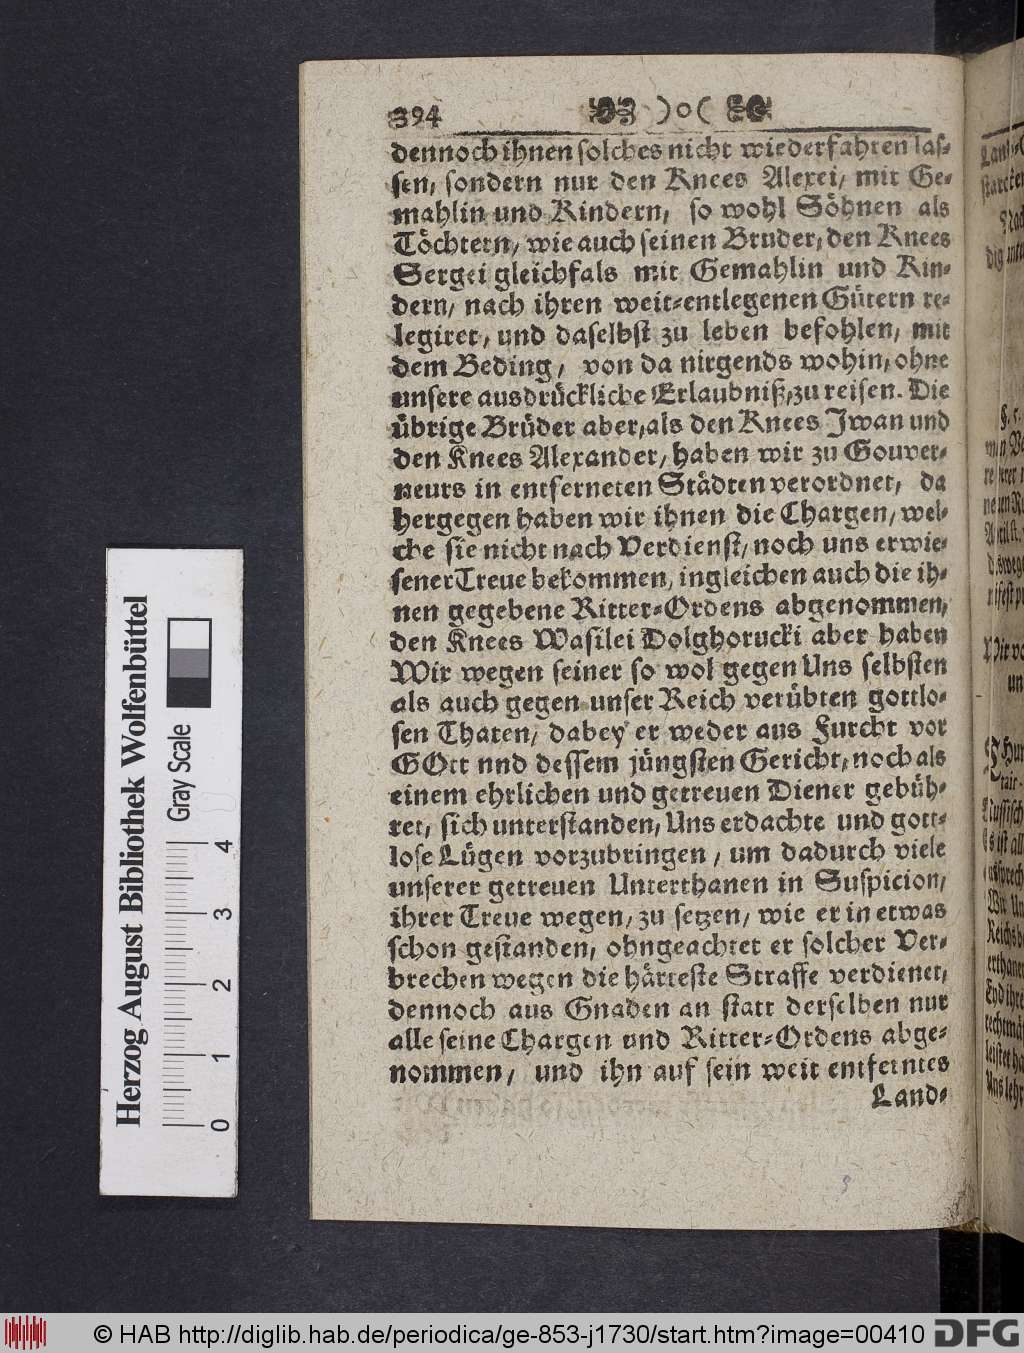 394 )o(
dennoch ihnen solches nicht wiederfahren las-
sen, sondern nur den Knees Alexei, mit Ge-
mahlin und Kindern, so wohl Söhnen als
Töchtern, wie auch seinen Bruder, den Knees
Sergei gleichfals mit Gemahlin und Kin-
dern, nach ihren weit-entlegenen Gütern re-
legiret, und daselbst zu leben befohlen, mit
dem Beding, von da nirgends wohin, ohne
unsere ausdrückliche Erlaubniß, zu reisen. Die
übrige Brüder aber, als den Knees Iwan und
den Knees Alexander, haben wir zu Gouver-
neurs in entferneten Städten verordnet, da
hergegen haben wir ihnen die Chargen, wel-
che sie nicht nach Verdienst, noch uns erwie-
sener Treue bekommen, ingleichen auch die ih-
nen gegebene Ritter-Ordens abgenommen,
den Knees Wasilei Dolghorucki aber haben
Wir wegen seiner so wol gegen Uns selbsten
als auch gegen unser Reich verübten gottlo-
sen Thaten, dabey er weder aus Furcht vor
GOtt nnd dessem jüngsten Gericht, noch als
einem ehrlichen und getreuen Diener gebüh-
ret, sich unterstanden, Uns erdachte und gott-
lose Lügen vorzubringen, um dadurch viele
unserer getreuen Unterthanen in Suspicion,
ihrer Treue wegen, zu setzen, wie er in etwas
schon gestanden, ohngeachtet er solcher Ver-
brechen wegen die härteste Straffe verdienet,
dennoch aus Gnaden an statt derselben nur
alle seine Chargen und Ritter-Ordens abge-
nommen, und ihn auf sein weit entferntes
Land-
Herzog August Bibliothek Wolfenbüttel
Gray Scale
0 1 2 3 4
© HAB http://diglib.hab.de/periodica/ge-853-j1730/start.htm?image=00410 DFG